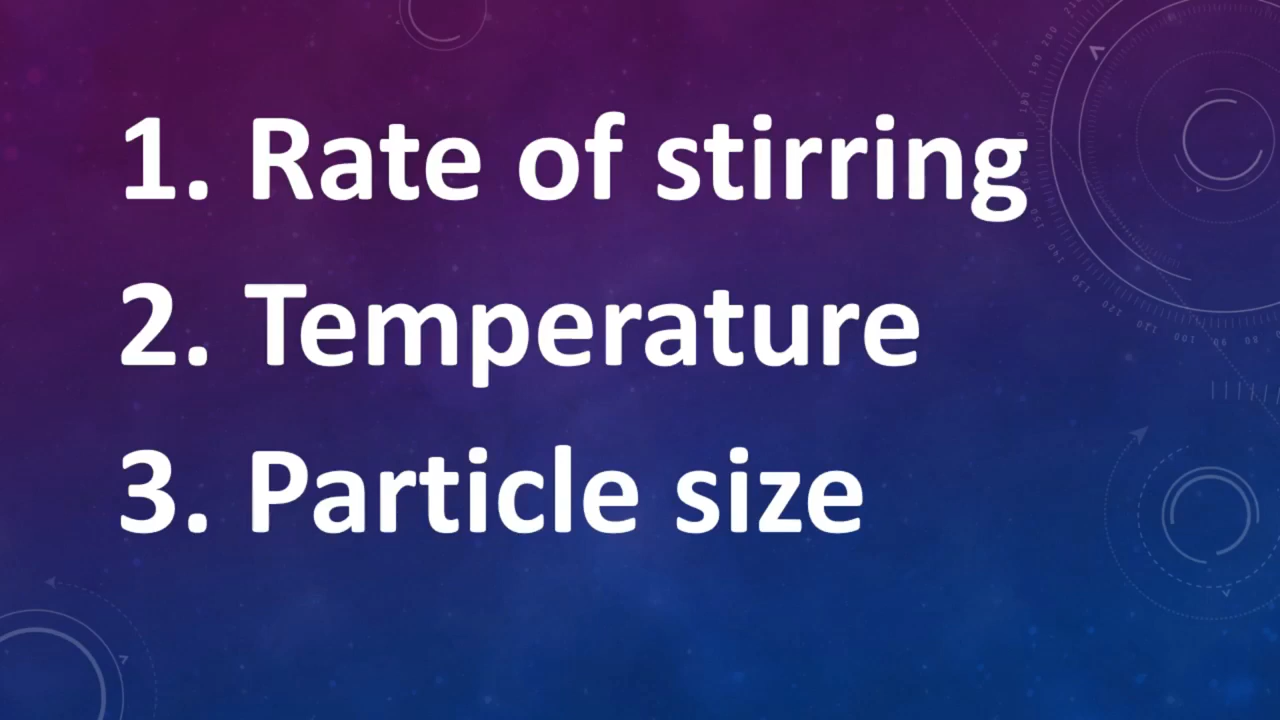 1. Rate of stirring
2. Temperature
3. Particle size